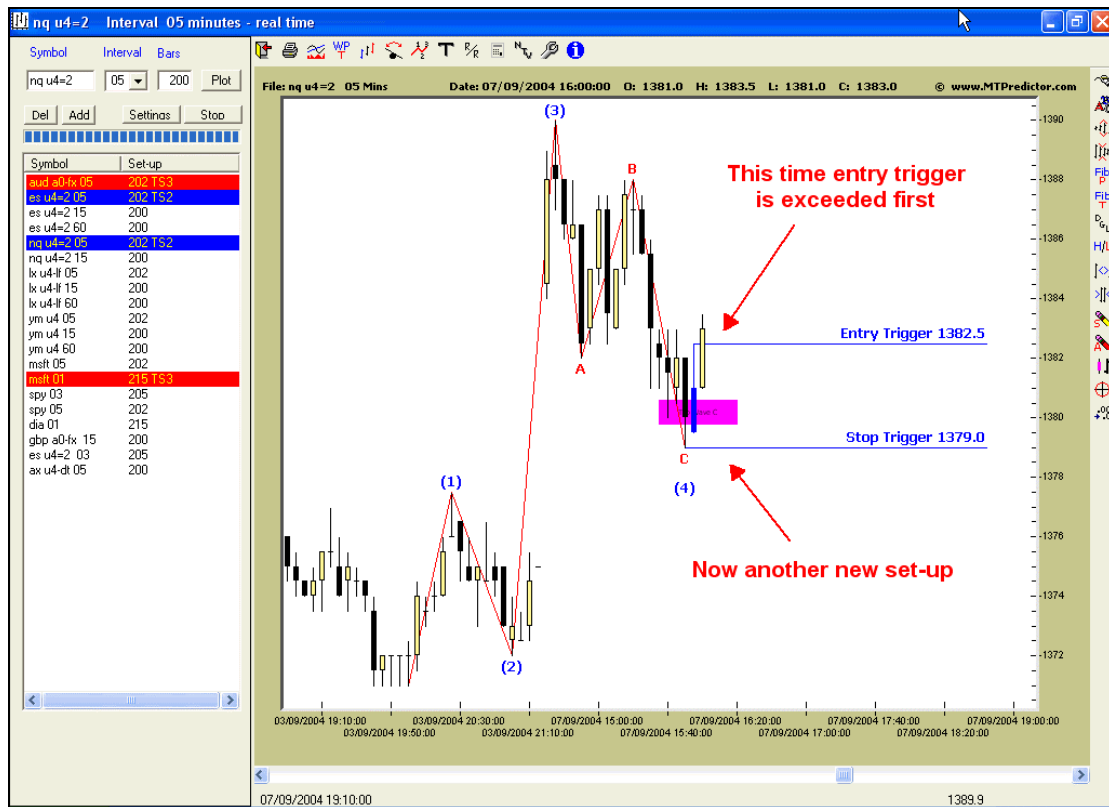 nq u4=2 Interval 05 minutes - real time
Symbol Interval Bars
nq u4=2 05 200 Plot
Del Add Settings Stop
Symbol Set-up
aud a0-fx 05 202 TS3
es u4=2 05 202 TS2
es u4=2 15 200
es u4=2 60 200
nq u4=2 05 202 TS2
nq u4=2 15 200
lx u4-lf 05 202
lx u4-lf 15 200
lx u4-lf 60 200
ym u4 05 202
ym u4 15 200
ym u4 60 200
msft 05 202
msft 01 215 TS3
spy 03 205
spy 05 202
dia 01 215
gbp a0-fx 15 200
es u4=2 03 205
ax u4-dt 05 200
WP T
T R/R
File: nq u4=2 05 Mins Date: 07/09/2004 16:00:00 O: 1381.0 H: 1383.5 L: 1381.0 C: 1383.0 © www.MTPredictor.com
(3)
B
This time entry trigger
is exceeded first
Entry Trigger 1382.5
A
Stop Trigger 1379.0
C
(4)
(1)
Now another new set-up
(2)
1390
1388
1386
1384
1382
1380
1378
1376
1374
1372
Fib P
Fib T
H/L
03/09/2004 19:10:00 03/09/2004 20:30:00 07/09/2004 15:00:00 07/09/2004 16:20:00 07/09/2004 17:40:00 07/09/2004 19:00:00
03/09/2004 19:50:00 03/09/2004 21:10:00 07/09/2004 15:40:00 07/09/2004 17:00:00 07/09/2004 18:20:00
07/09/2004 19:10:00 1389.9